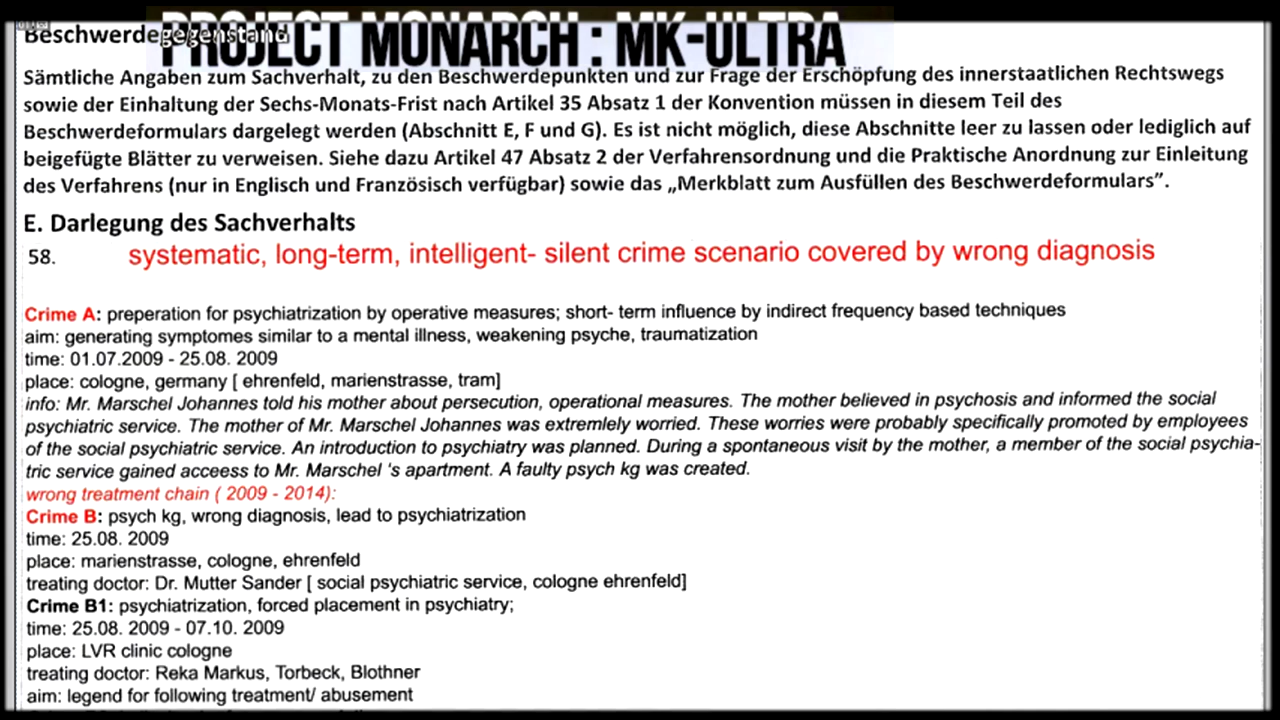 PROJECT MONARCH : MK-ULTRA
Beschwerdegegenstand
Sämtliche Angaben zum Sachverhalt, zu den Beschwerdepunkten und zur Frage der Erschöpfung des innerstaatlichen Rechtswegs
sowie der Einhaltung der Sechs-Monats-Frist nach Artikel 35 Absatz 1 der Konvention müssen in diesem Teil des
Beschwerdeformulars dargelegt werden (Abschnitt E, F und G). Es ist nicht möglich, diese Abschnitte leer zu lassen oder lediglich auf
beigefügte Blätter zu verweisen. Siehe dazu Artikel 47 Absatz 2 der Verfahrensordnung und die Praktische Anordnung zur Einleitung
des Verfahrens (nur in Englisch und Französisch verfügbar) sowie das „Merkblatt zum Ausfüllen des Beschwerdeformulars”.
E. Darlegung des Sachverhalts
58. systematic, long-term, intelligent- silent crime scenario covered by wrong diagnosis
Crime A: preperation for psychiatrization by operative measures; short- term influence by indirect frequency based techniques
aim: generating symptomes similar to a mental illness, weakening psyche, traumatization
time: 01.07.2009 - 25.08. 2009
place: cologne, germany [ ehrenfeld, marienstrasse, tram]
info: Mr. Marschel Johannes told his mother about persecution, operational measures. The mother believed in psychosis and informed the social
psychiatric service. The mother of Mr. Marschel Johannes was extremlely worried. These worries were probably specifically promoted by employees
of the social psychiatric service. An introduction to psychiatry was planned. During a spontaneous visit by the mother, a member of the social psychia-
tric service gained acceess to Mr. Marschel 's apartment. A faulty psych kg was created.
wrong treatment chain ( 2009 - 2014):
Crime B: psych kg, wrong diagnosis, lead to psychiatrization
time: 25.08. 2009
place: marienstrasse, cologne, ehrenfeld
treating doctor: Dr. Mutter Sander [ social psychiatric service, cologne ehrenfeld]
Crime B1: psychiatrization, forced placement in psychiatry;
time: 25.08. 2009 - 07.10. 2009
place: LVR clinic cologne
treating doctor: Reka Markus, Torbeck, Blothner
aim: legend for following treatment/ abusement